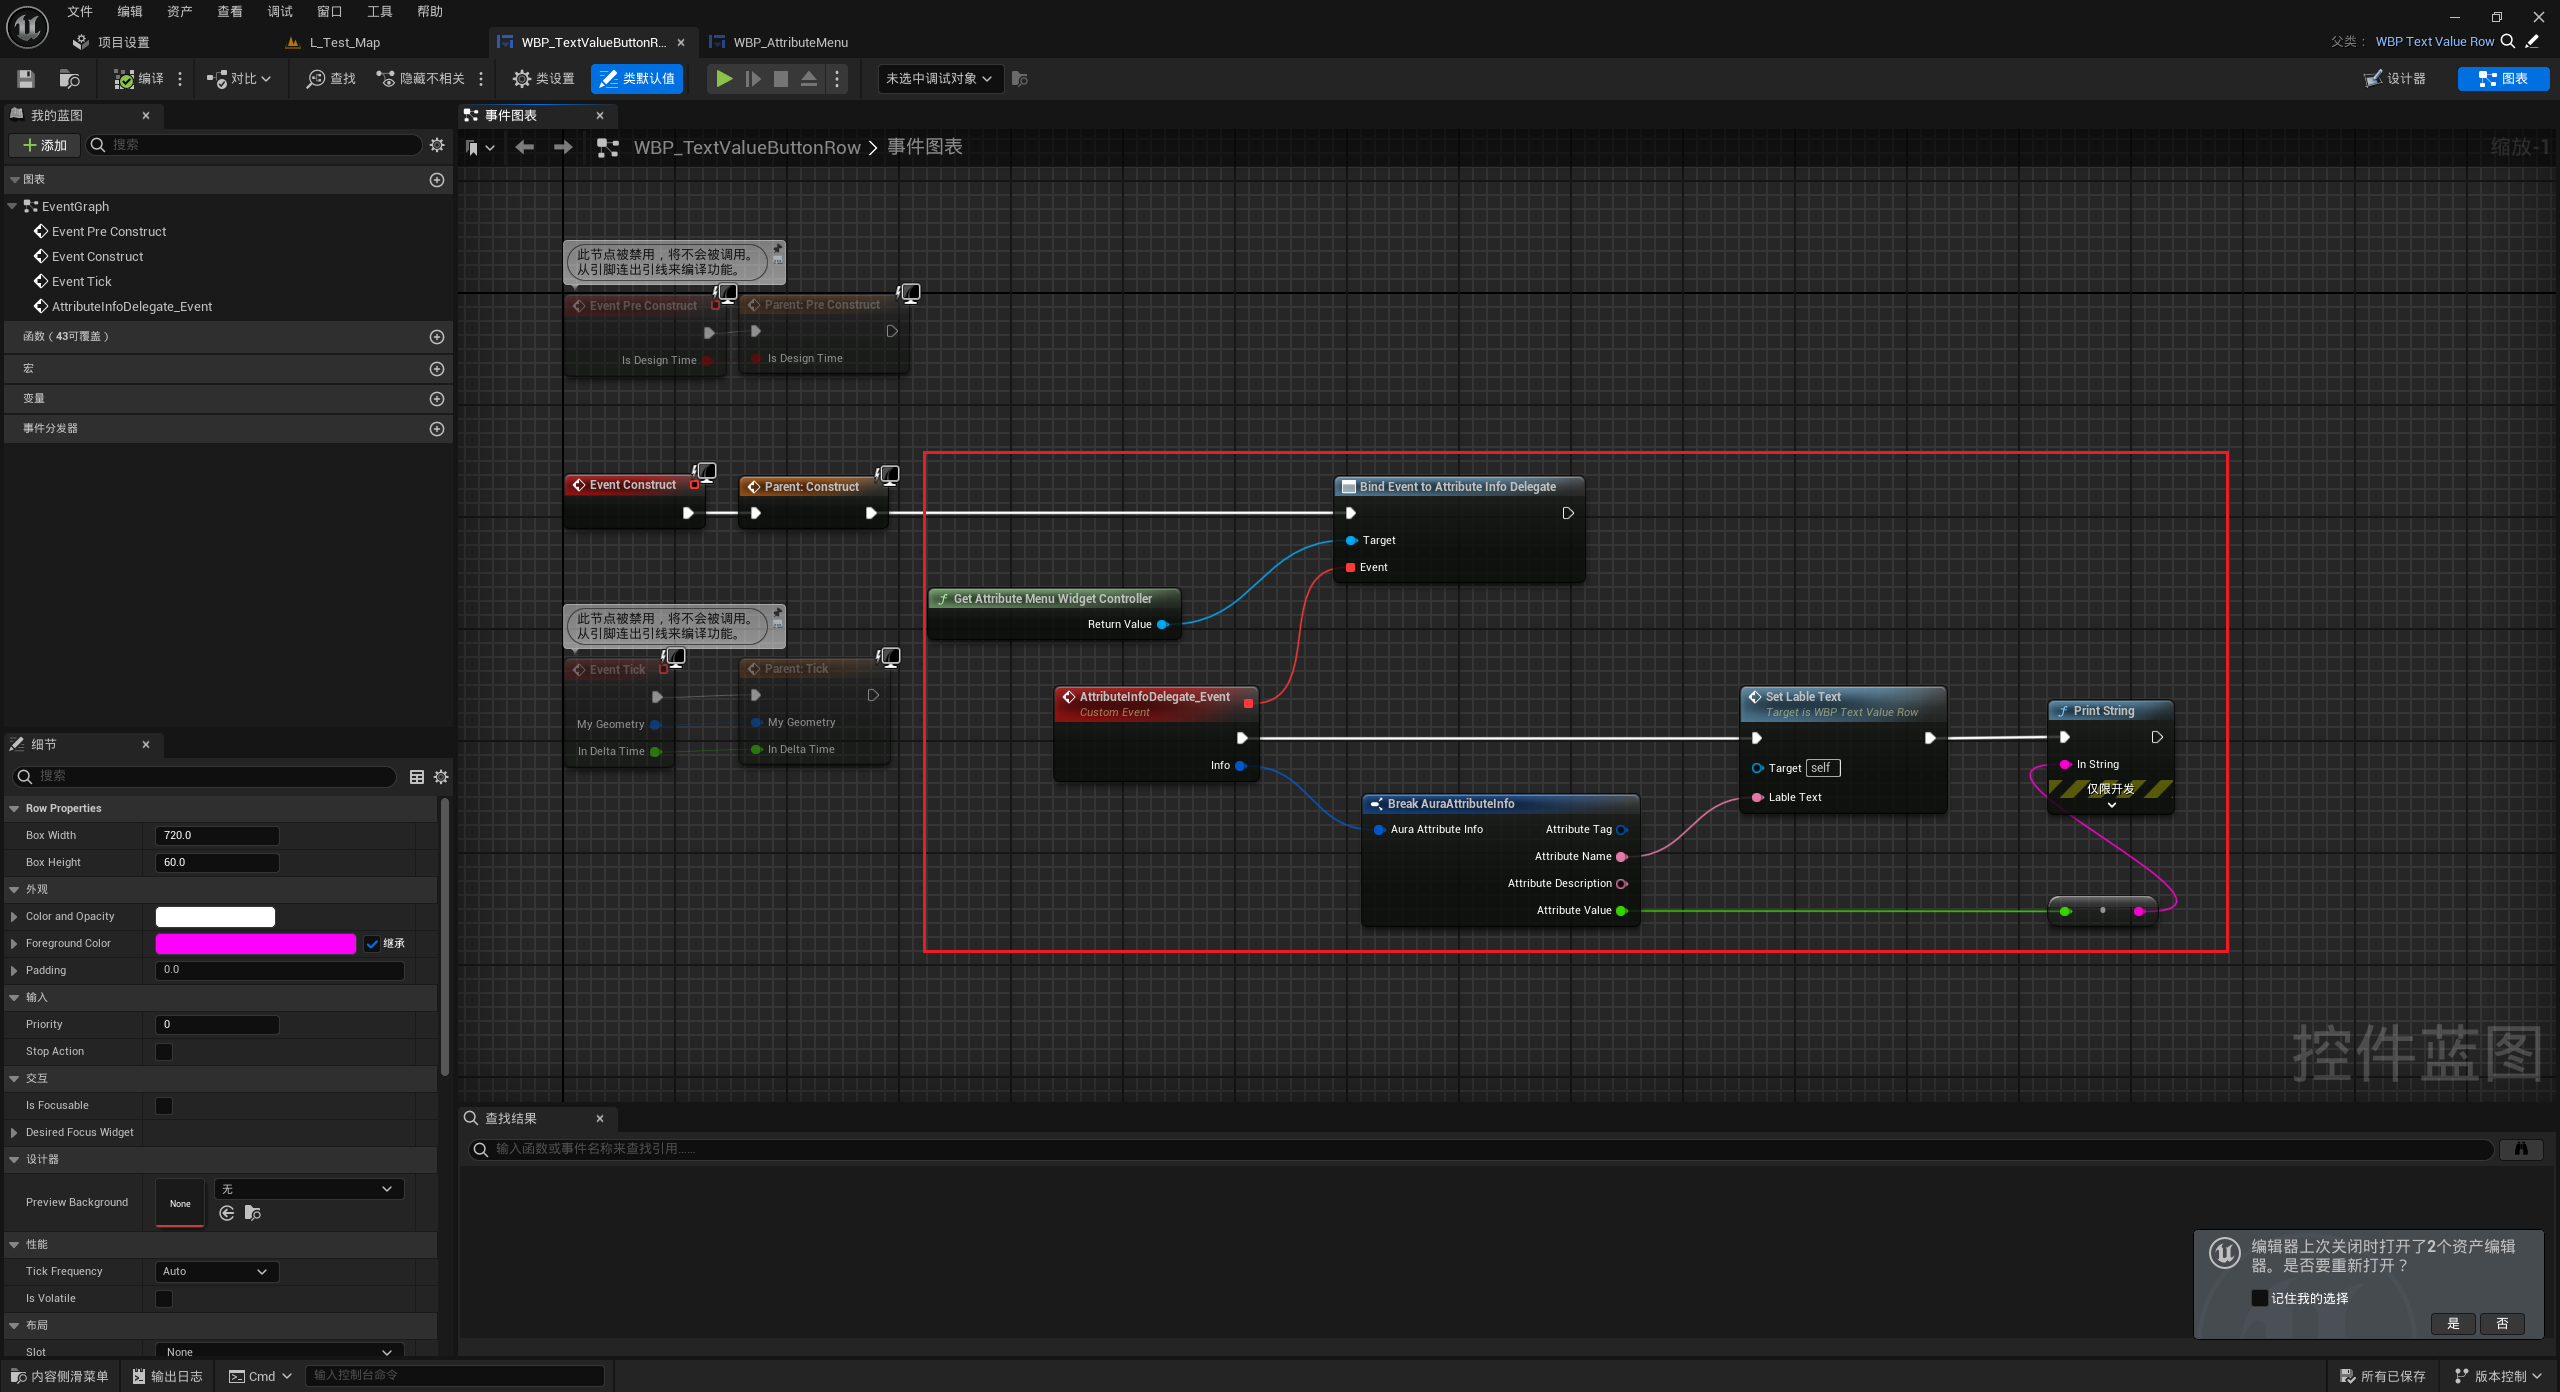 文件 编辑 资产 查看 调试 窗口 工具 帮助
项目设置 L_Test_Map WBP_TextValueButtonR... WBP_AttributeMenu
父类： WBP Text Value Row
编译 对比 查找 隐藏不相关 类设置 类默认值 未选中调试对象 设计器 图表
我的蓝图
添加 搜索
图表
EventGraph
Event Pre Construct
Event Construct
Event Tick
AttributeInfoDelegate_Event
函数（43可覆盖）
宏
变量
事件分发器
细节
搜索
Row Properties
Box Width 720.0
Box Height 60.0
外观
Color and Opacity
Foreground Color 继承
Padding 0.0
输入
Priority 0
Stop Action
交互
Is Focusable
Desired Focus Widget
设计器
Preview Background None 无
性能
Tick Frequency Auto
Is Volatile
布局
Slot None
事件图表
WBP_TextValueButtonRow > 事件图表
缩放-1
此节点被禁用，将不会被调用。
从引脚连出引线来编译功能。
Event Pre Construct
Is Design Time
Parent: Pre Construct
Is Design Time
Event Construct
Parent: Construct
Bind Event to Attribute Info Delegate
Target
Event
Get Attribute Menu Widget Controller
Return Value
此节点被禁用，将不会被调用。
从引脚连出引线来编译功能。
Event Tick
My Geometry
In Delta Time
Parent: Tick
My Geometry
In Delta Time
AttributeInfoDelegate_Event
Custom Event
Info
Break AuraAttributeInfo
Aura Attribute Info Attribute Tag
Attribute Name
Attribute Description
Attribute Value
Set Lable Text
Target is WBP Text Value Row
Target self
Lable Text
Print String
In String
仅限开发
控件蓝图
查找结果
输入函数或事件名称来查找引用......
编辑器上次关闭时打开了2个资产编辑
器。是否要重新打开？
记住我的选择
是 否
内容侧滑菜单 输出日志 Cmd 输入控制台命令 所有已保存 版本控制